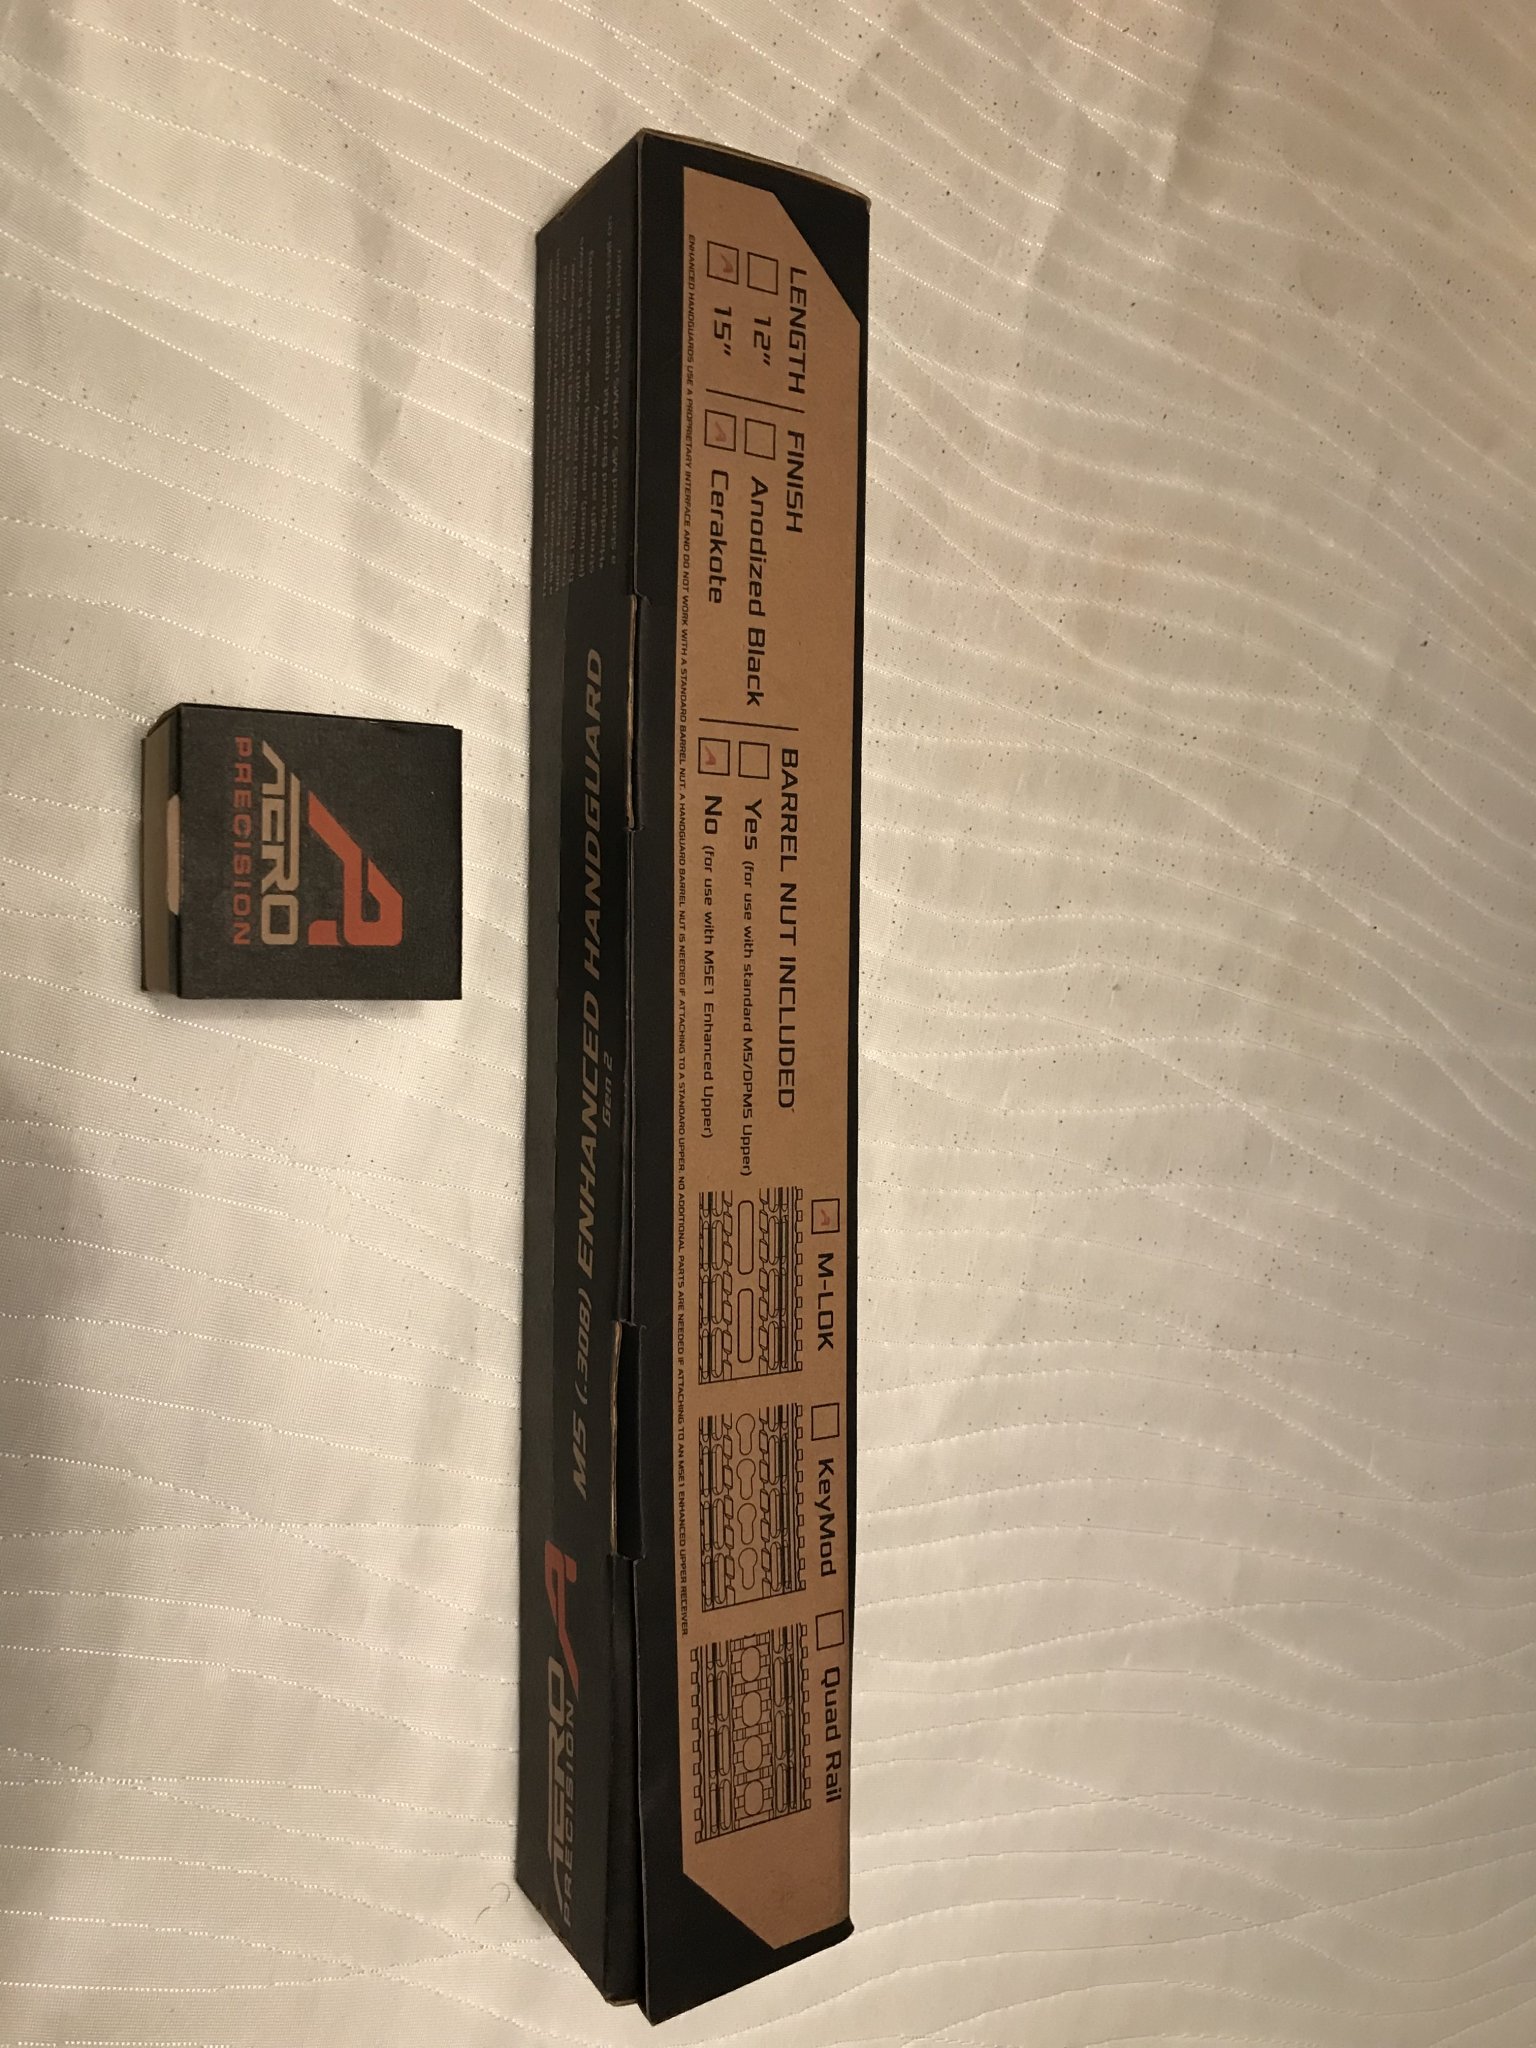 LENGTH
12"
15"
FINISH
Anodized Black
Cerakote
BARREL NUT INCLUDED*
Yes (for use with standard M5/DPMS Upper)
No (for use with M5E1 Enhanced Upper)
M-LOK
KeyMod
Quad Rail
ENHANCED HANDGUARDS USE A PROPRIETARY INTERFACE AND DO NOT WORK WITH A STANDARD BARREL NUT. A HANDGUARD BARREL NUT IS NEEDED IF ATTACHING TO A STANDARD UPPER. NO ADDITIONAL PARTS ARE NEEDED IF ATTACHING TO AN M5E1 ENHANCED UPPER RECEIVER.
Gen 2
M5 (.308) ENHANCED HANDGUARD
AERO
PRECISION
AERO
PRECISION